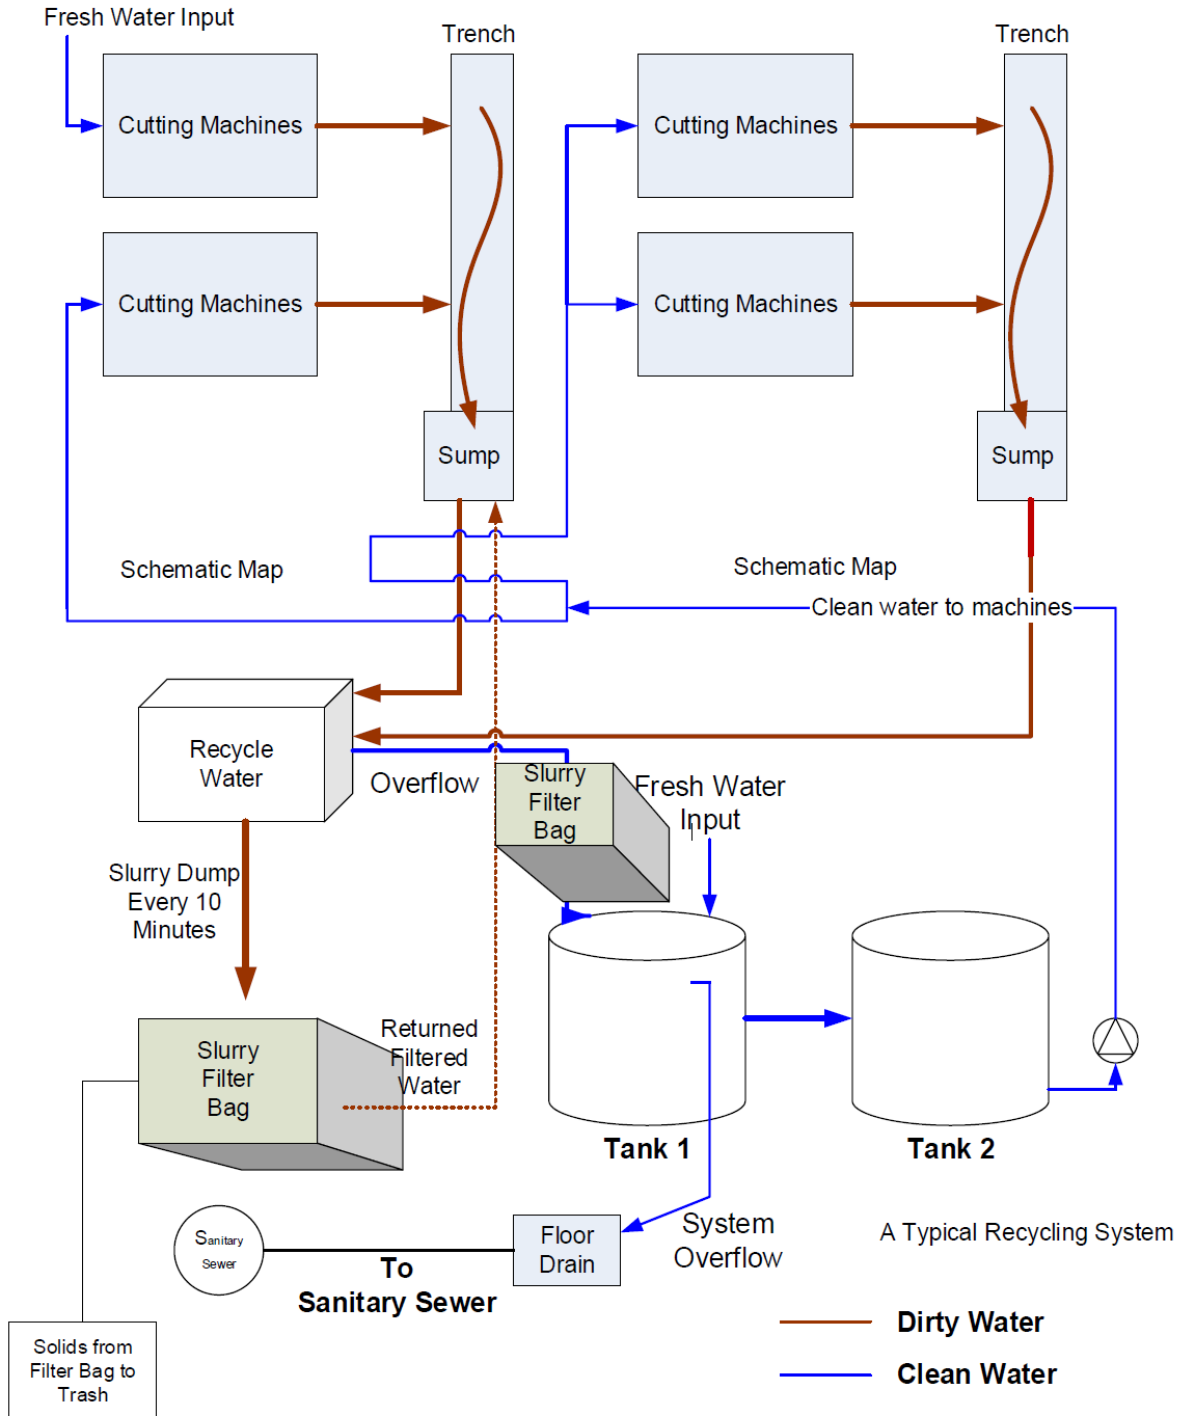 Fresh Water Input
Trench
Trench
Cutting Machines
Cutting Machines
Cutting Machines
Cutting Machines
Sump
Sump
Schematic Map
Schematic Map
Clean water to machines
Recycle
Water
Overflow
Slurry
Filter
Bag
Fresh Water
Input
Slurry Dump
Every 10
Minutes
Returned
Filtered
Water
Slurry
Filter
Bag
Tank 1
Tank 2
Sanitary
Sewer
To
Sanitary Sewer
Floor
Drain
System
Overflow
A Typical Recycling System
Solids from
Filter Bag to
Trash
Dirty Water
Clean Water